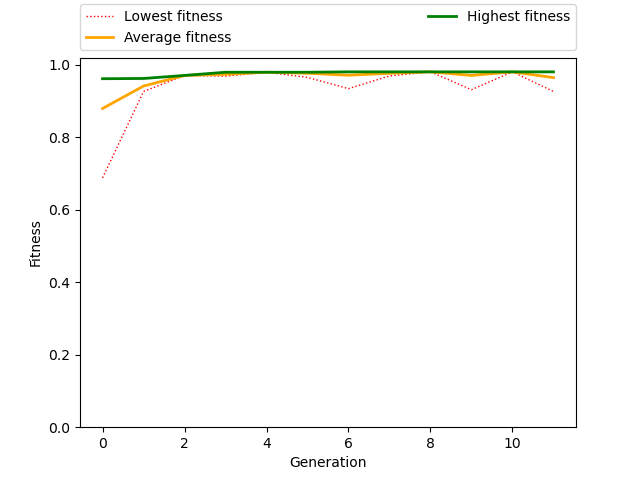 Lowest fitness
Average fitness
Highest fitness
1.0
0.8
0.6
0.4
0.2
0.0
Fitness
0 2 4 6 8 10
Generation